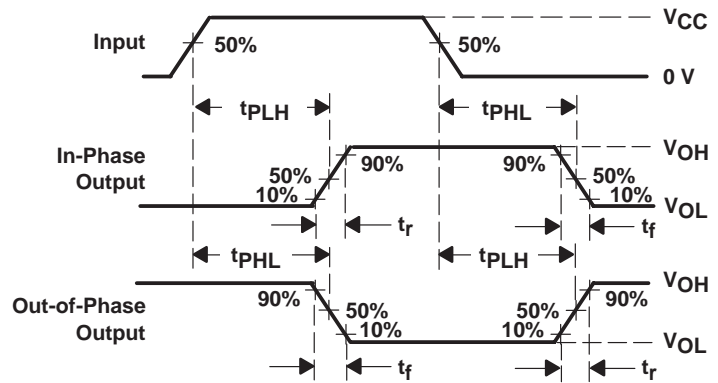 VCC
Input
50%
50%
0 V
tPLH
tPHL
In-Phase
Output
VOH
90%
90%
50%
50%
10%
10%
VOL
tr
tf
tPHL
tPLH
Out-of-Phase
Output
VOH
90%
90%
50%
50%
10%
10%
VOL
tf
tr